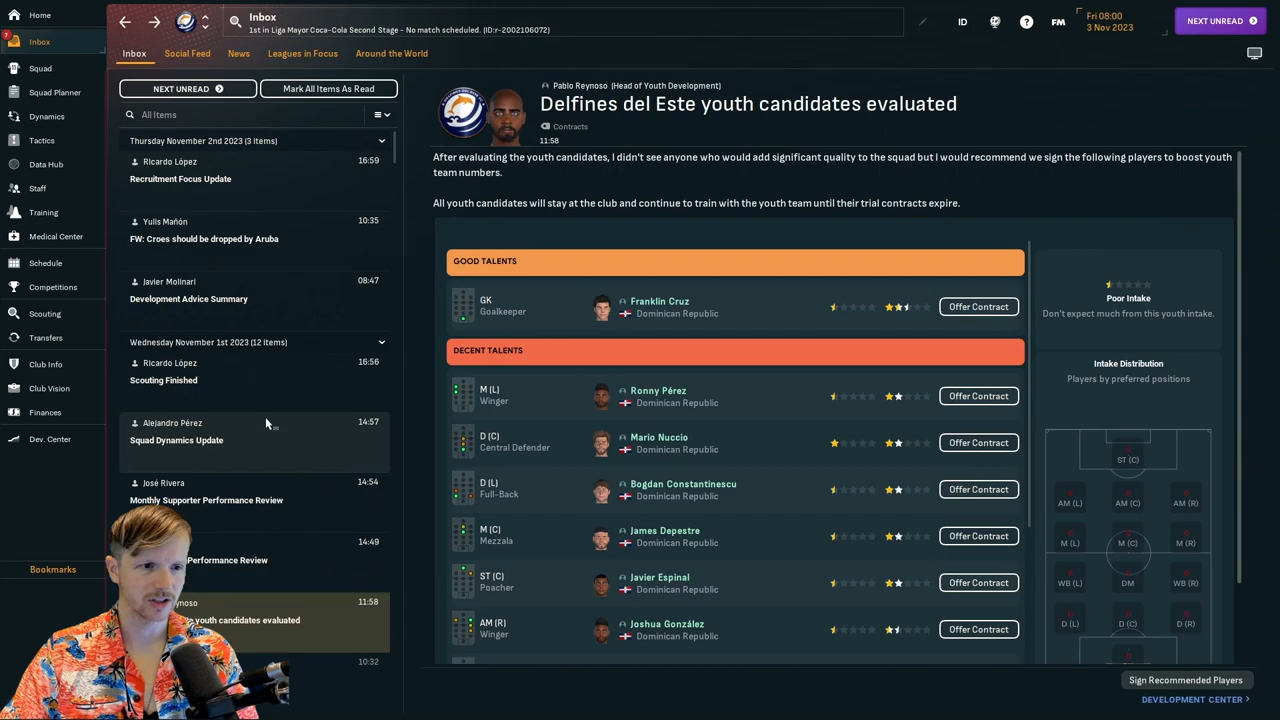 Home
Inbox
1st in Liga Mayor Coca-Cola Second Stage - No match scheduled. (ID:r-2002106072)
ID
?
FM
Fri 08:00
3 Nov 2023
NEXT UNREAD
7
Inbox
Squad
Squad Planner
Dynamics
Tactics
Data Hub
Staff
Training
Medical Center
Schedule
Competitions
Scouting
Transfers
Club Info
Club Vision
Finances
Dev. Center
Bookmarks
Inbox
Social Feed
News
Leagues in Focus
Around the World
NEXT UNREAD
Mark All Items As Read
All Items
Thursday November 2nd 2023 (3 items)
Ricardo López
16:59
Recruitment Focus Update
Yulis Mañón
10:35
FW: Croes should be dropped by Aruba
Javier Molinari
08:47
Development Advice Summary
Wednesday November 1st 2023 (12 items)
Ricardo López
16:56
Scouting Finished
Alejandro Pérez
14:57
Squad Dynamics Update
José Rivera
14:54
Monthly Supporter Performance Review
14:49
Performance Review
11:58
youth candidates evaluated
10:32
Pablo Reynoso (Head of Youth Development)
Delfines del Este youth candidates evaluated
Contracts
11:58
After evaluating the youth candidates, I didn't see anyone who would add significant quality to the squad but I would recommend we sign the following players to boost youth
team numbers.
All youth candidates will stay at the club and continue to train with the youth team until their trial contracts expire.
GOOD TALENTS
GK
Goalkeeper
Franklin Cruz
Dominican Republic
Offer Contract
DECENT TALENTS
M (L)
Winger
Ronny Pérez
Dominican Republic
Offer Contract
D (C)
Central Defender
Mario Nuccio
Dominican Republic
Offer Contract
D (L)
Full-Back
Bogdan Constantinescu
Dominican Republic
Offer Contract
M (C)
Mezzala
James Depestre
Dominican Republic
Offer Contract
ST (C)
Poacher
Javier Espinal
Dominican Republic
Offer Contract
AM (R)
Winger
Joshua González
Dominican Republic
Offer Contract
Poor Intake
Don't expect much from this youth intake.
Intake Distribution
Players by preferred positions
ST (C)
AM (L)
AM (C)
AM (R)
M (L)
M (C)
M (R)
WB (L)
DM
WB (R)
D (L)
D (C)
D (R)
Sign Recommended Players
DEVELOPMENT CENTER >